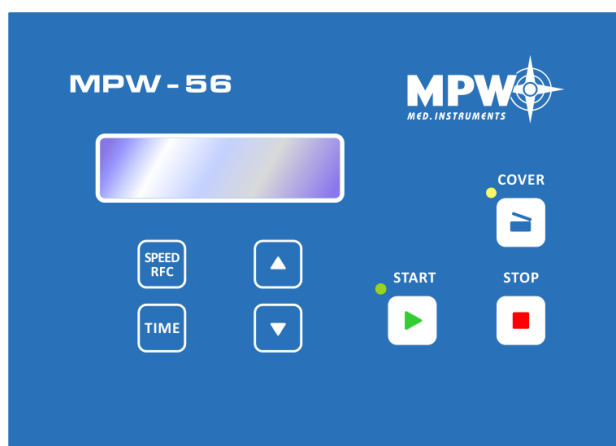 MPW - 56
MPW
MED. INSTRUMENTS
COVER
SPEED
RFC
START
STOP
TIME